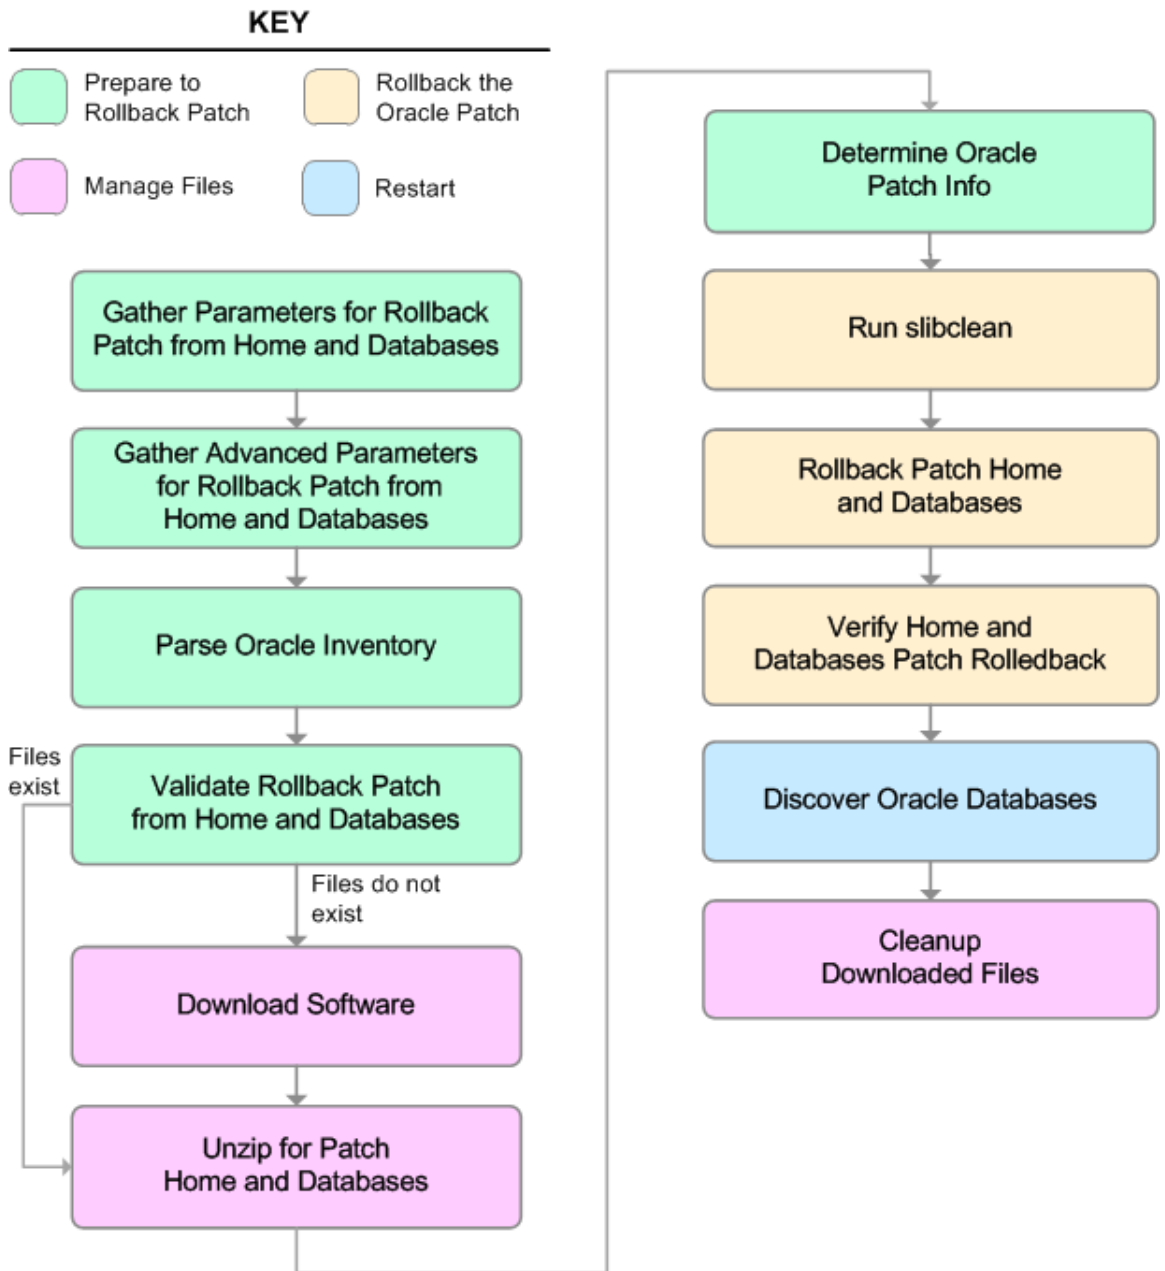 KEY
Prepare to
Rollback Patch
Rollback the
Oracle Patch
Manage Files
Restart
Gather Parameters for Rollback
Patch from Home and Databases
Gather Advanced Parameters
for Rollback Patch from
Home and Databases
Parse Oracle Inventory
Files
exist
Validate Rollback Patch
from Home and Databases
Files do not
exist
Download Software
Unzip for Patch
Home and Databases
Determine Oracle
Patch Info
Run slibclean
Rollback Patch Home
and Databases
Verify Home and
Databases Patch Rolledback
Discover Oracle Databases
Cleanup
Downloaded Files